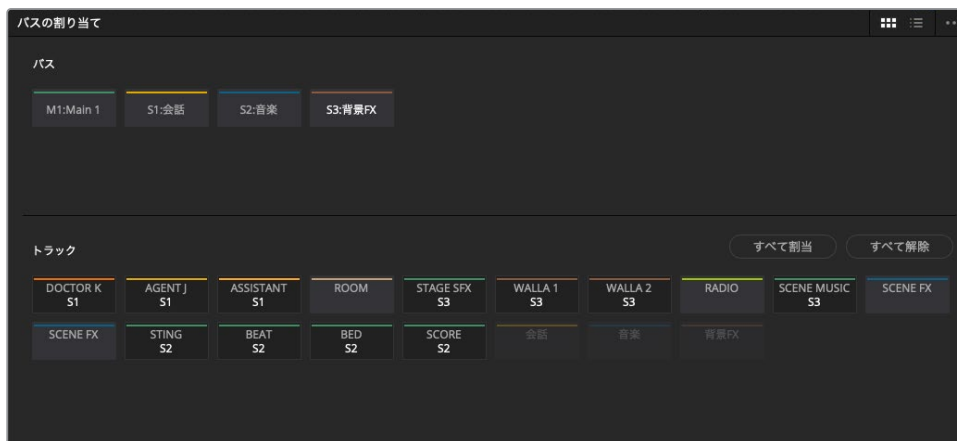 バスの割り当て
バス
M1:Main 1 S1:会話 S2:音楽 S3:背景FX
トラック すべて割当 すべて解除
DOCTOR K AGENT J ASSISTANT ROOM STAGE SFX WALLA 1 WALLA 2 RADIO SCENE MUSIC SCENE FX
S1 S1 S1 S3 S3 S3 S3
SCENE FX STING BEAT BED SCORE 会話 音楽 背景FX
S2 S2 S2 S2